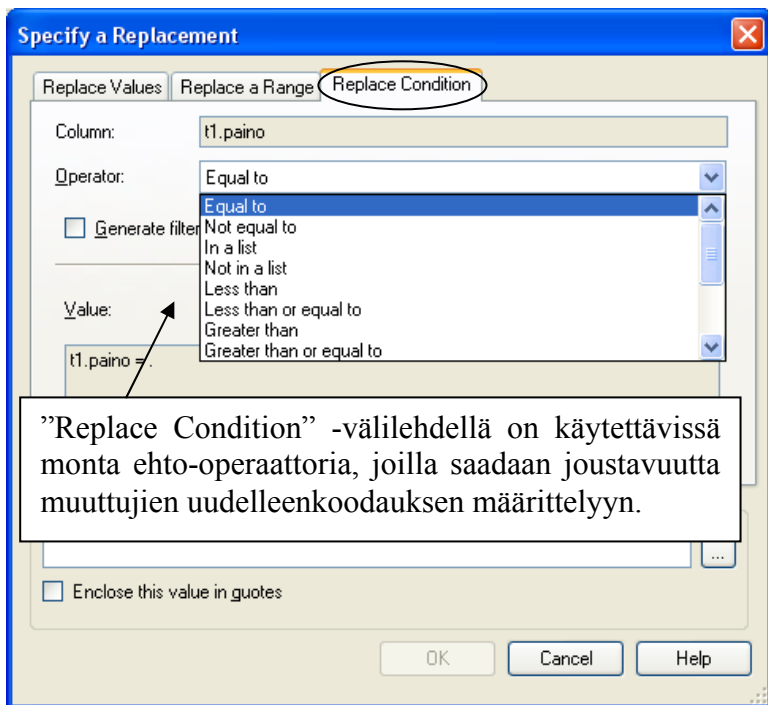 Specify a Replacement
Replace Values Replace a Range Replace Condition
Column: t1.paino
Operator: Equal to
Equal to
Generate filter Not equal to
In a list
Not in a list
Less than
Value: Less than or equal to
Greater than
t1.paino = . Greater than or equal to
”Replace Condition” -välilehdellä on käytettävissä
monta ehto-operaattoria, joilla saadaan joustavuutta
muuttujien uudelleenkoodauksen määrittelyyn.
...
Enclose this value in quotes
OK Cancel Help